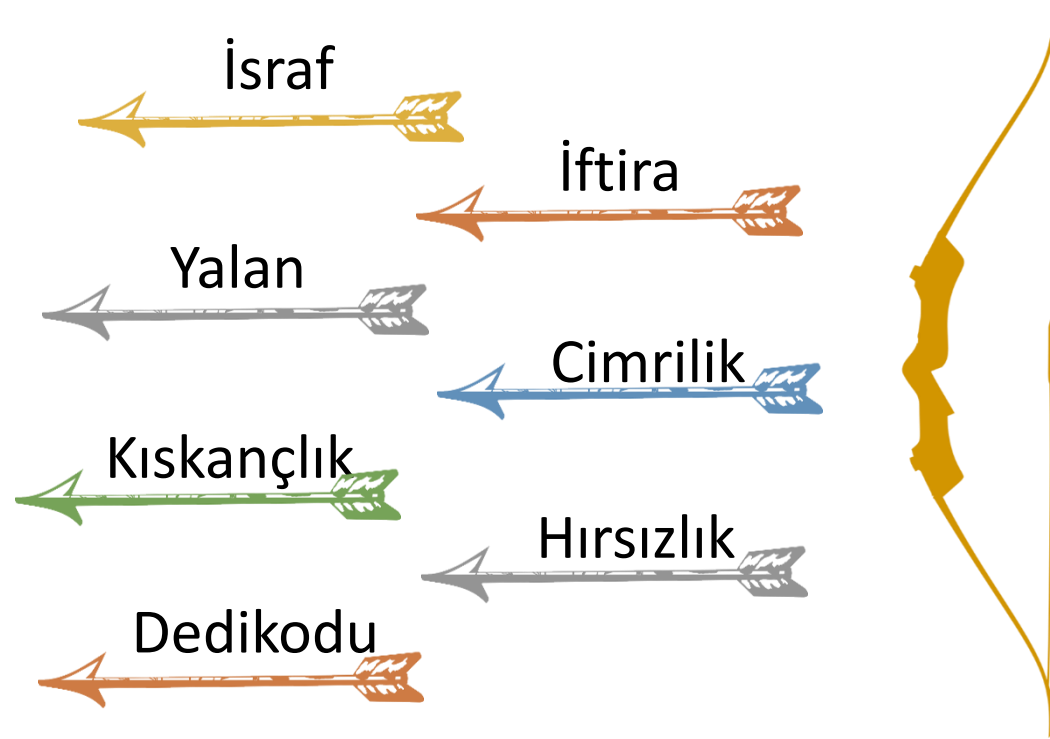 İsraf
İftira
Yalan
Cimrilik
Kıskançlık
Hırsızlık
Dedikodu